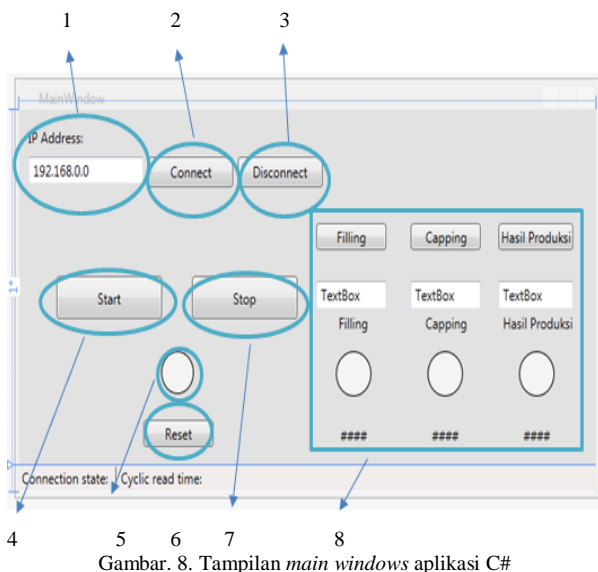 1 2 3
MainWindow
IP Address:
192.168.0.0 Connect Disconnect
Filling Capping Hasil Produksi
Start Stop TextBox TextBox TextBox
Filling Capping Hasil Produksi
Reset #### #### ####
Connection state: Cyclic read time:
4 5 6 7 8
Gambar. 8. Tampilan main windows aplikasi C#